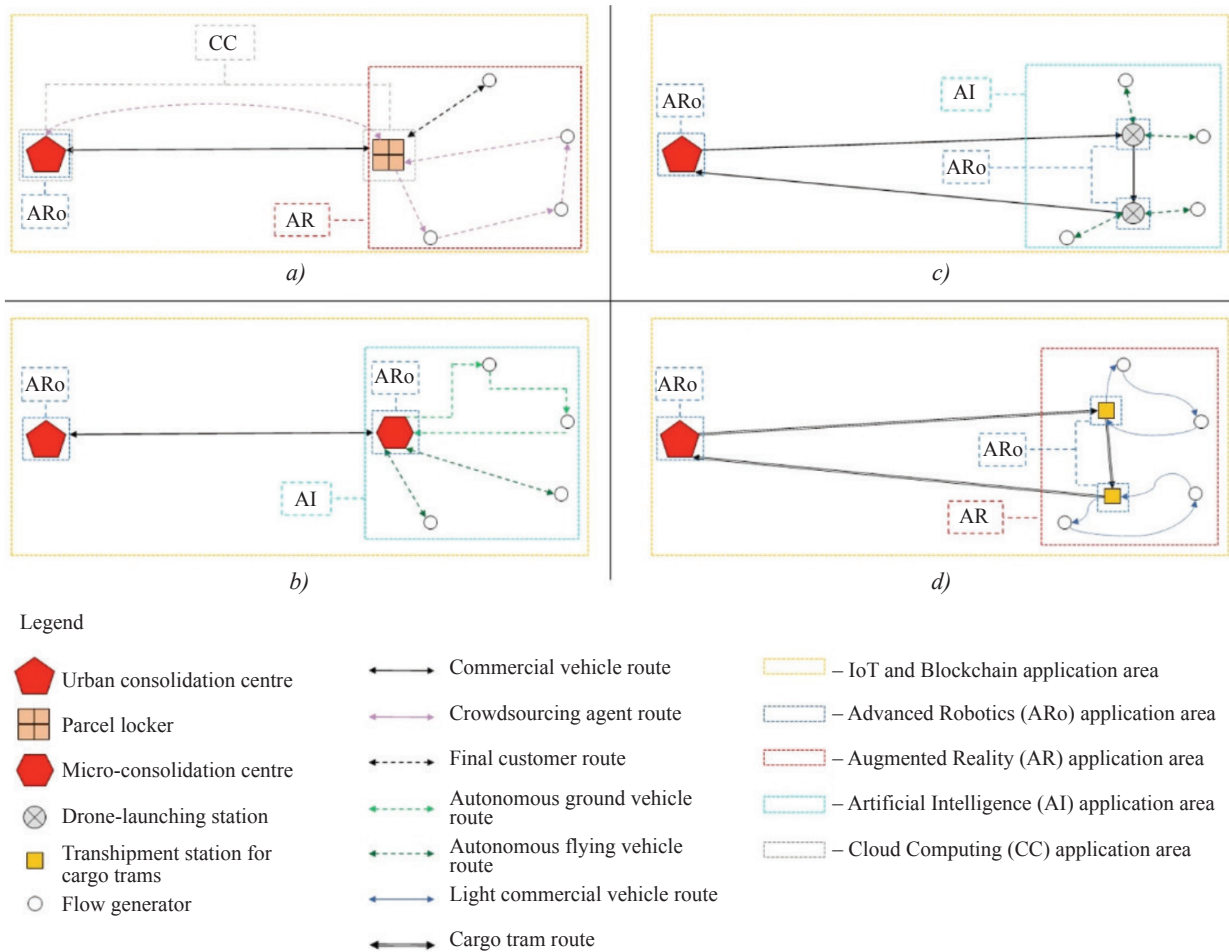 CC
ARo
AR
a)
ARo
AI
ARo
c)
ARo
ARo
AI
b)
ARo
ARo
AR
d)
Legend
Urban consolidation centre
Parcel locker
Micro-consolidation centre
Drone-launching station
Transhipment station for
cargo trams
Flow generator
Commercial vehicle route
Crowdsourcing agent route
Final customer route
Autonomous ground vehicle
route
Autonomous flying vehicle
route
Light commercial vehicle route
Cargo tram route
– IoT and Blockchain application area
– Advanced Robotics (ARo) application area
– Augmented Reality (AR) application area
– Artificial Intelligence (AI) application area
– Cloud Computing (CC) application area